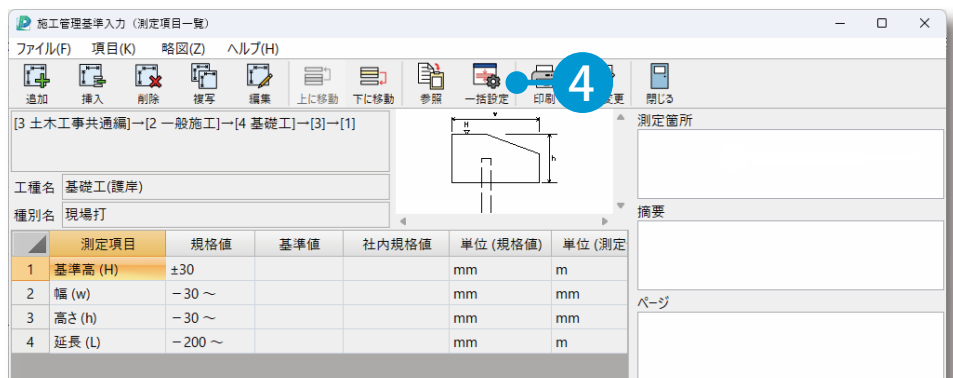 施工管理基準入力（測定項目一覧）
ファイル(F) 項目(K) 略図(Z) ヘルプ(H)
追加 挿入 削除 複写 編集 上に移動 下に移動 参照 一括設定 印刷 更 閉じる
4
[3 土木工事共通編]→[2 一般施工]→[4 基礎工]→[3]→[1]
w
H
h
工種名 基礎工(護岸)
種別名 現場打
測定項目 規格値 基準値 社内規格値 単位 (規格値) 単位 (測定
1 基準高 (H) ±30 mm m
2 幅 (w) －30 ～ mm mm
3 高さ (h) －30 ～ mm mm
4 延長 (L) －200 ～ mm m
測定箇所
摘要
ページ